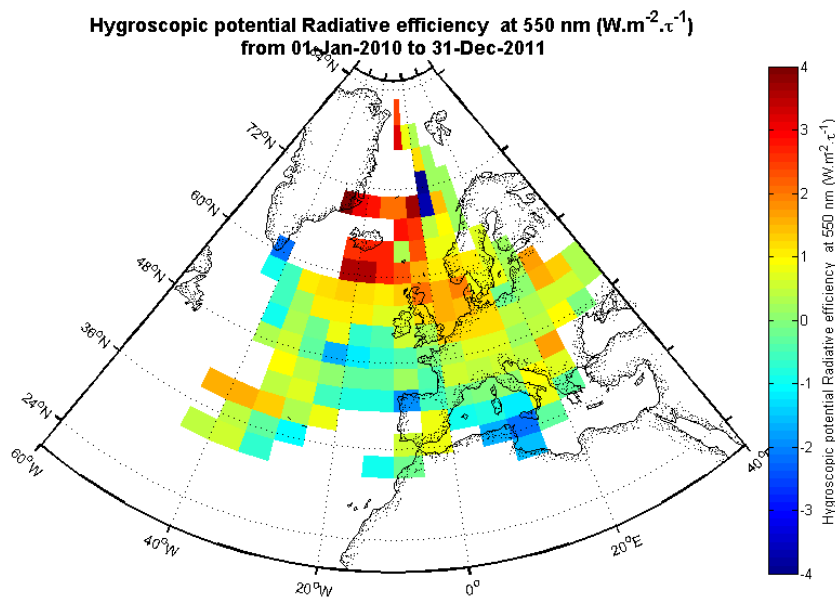 Hygroscopic potential Radiative efficiency at 550 nm (W.m⁻².τ⁻¹)
from 01-Jan-2010 to 31-Dec-2011
84°N
72°N
60°N
48°N
36°N
24°N
60°W
40°W
20°W
0°
20°E
40°E
4
3
2
1
0
-1
-2
-3
-4
Hygroscopic potential Radiative efficiency at 550 nm (W.m².τ⁻¹)